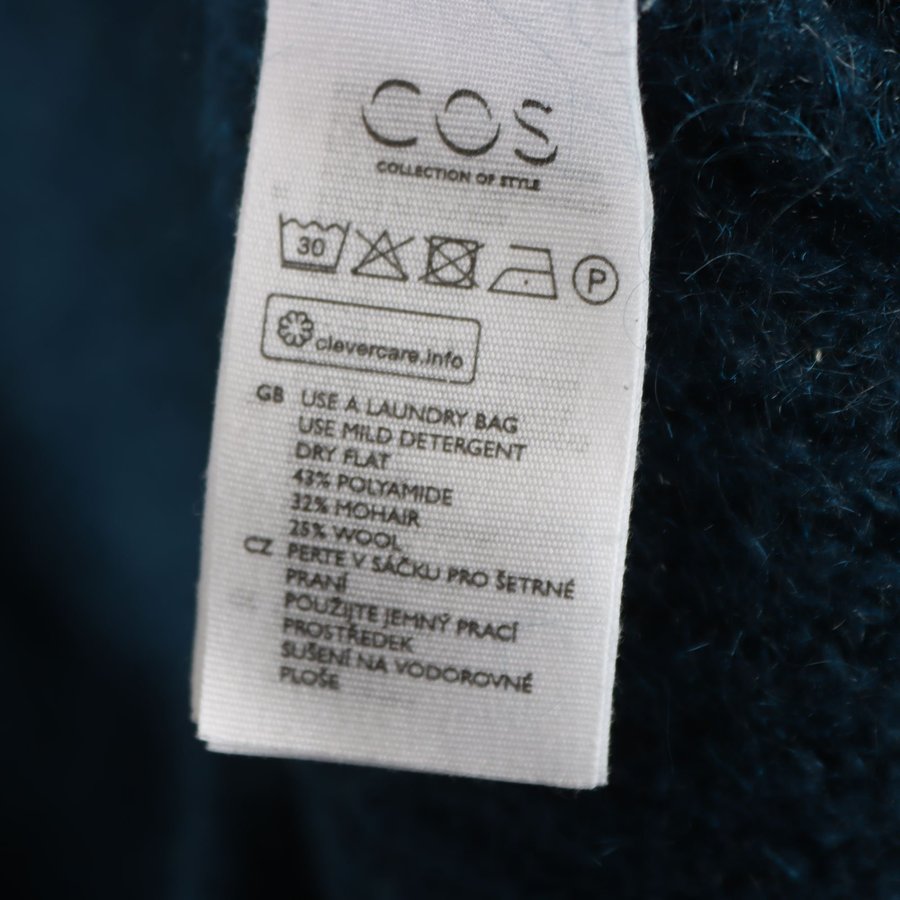 COS
COLLECTION OF STYLE
30
P
clevercare.info
GB USE A LAUNDRY BAG
USE MILD DETERGENT
DRY FLAT
43% POLYAMIDE
32% MOHAIR
25% WOOL
CZ PERTE V SÁČKU PRO ŠETRNÉ
PRANÍ
POUŽIJTE JEMNÝ PRACÍ
PROSTŘEDEK
SUŠENÍ NA VODOROVNÉ
PLOŠE